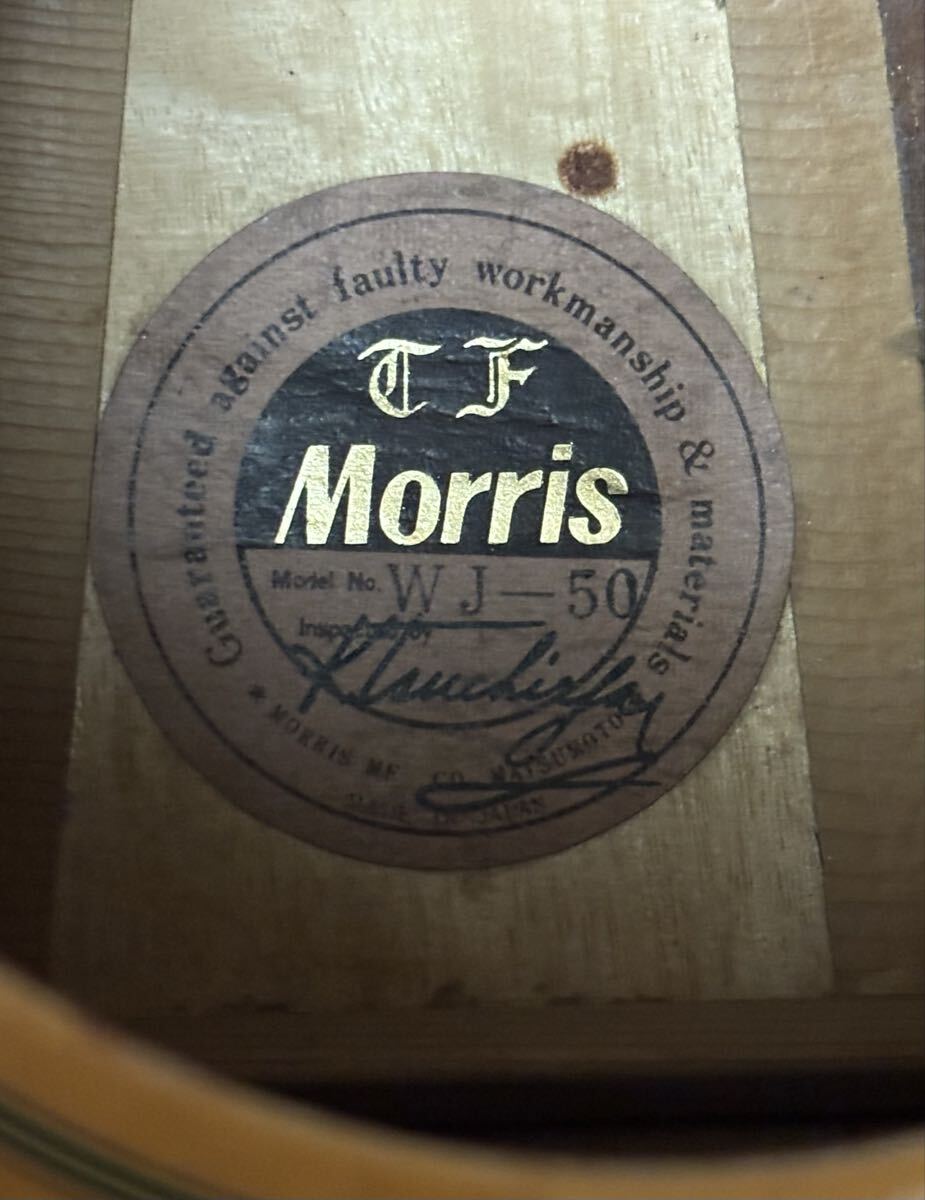 Guaranteed against faulty workmanship & materials
T F
Morris
Model No. WJ-50
Inspected by
* MORRIS MF. CO. MATSUMOTO
MADE IN JAPAN